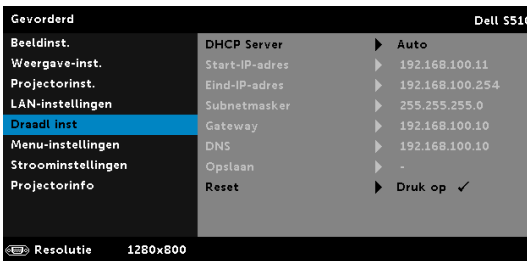 Gevorderd Dell S510
Beeldinst. DHCP Server Auto
Weergave-inst. Start-IP-adres 192.168.100.11
Projectorinst. Eind-IP-adres 192.168.100.254
LAN-instellingen Subnetmasker 255.255.255.0
Draadl inst Gateway 192.168.100.10
Menu-instellingen DNS 192.168.100.10
Stroominstellingen Opslaan -
Projectorinfo Reset Druk op ✓
Resolutie 1280x800